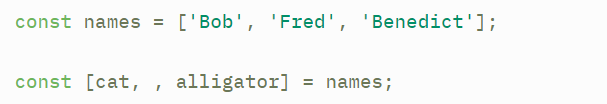 const names = ['Bob', 'Fred', 'Benedict'];
const [cat, , alligator] = names;